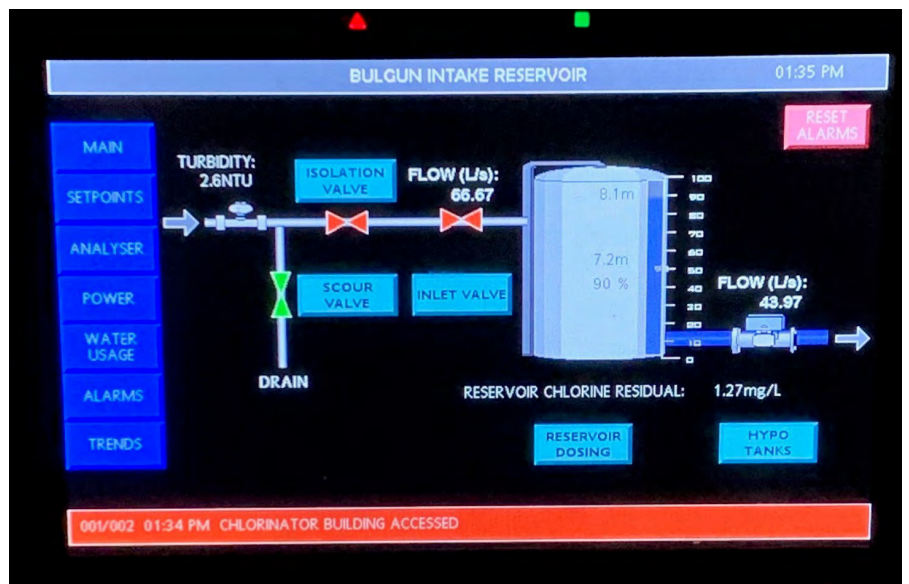 BULGUN INTAKE RESERVOIR
01:35 PM
RESET
ALARMS
MAIN
SETPOINTS
ANALYSER
POWER
WATER
USAGE
ALARMS
TRENDS
TURBIDITY:
2.6NTU
ISOLATION
VALVE
FLOW (L/s):
66.67
SCOUR
VALVE
INLET VALVE
DRAIN
8.1m
7.2m
90 %
100
90
80
70
60
50
40
30
20
10
0
FLOW (L/s):
43.97
RESERVOIR CHLORINE RESIDUAL: 1.27mg/L
RESERVOIR
DOSING
HYPO
TANKS
001/002 01:34 PM CHLORINATOR BUILDING ACCESSED